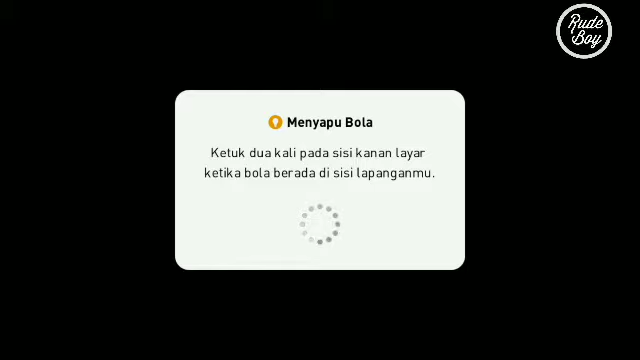 Rude
Boy
Menyapu Bola
Ketuk dua kali pada sisi kanan layar
ketika bola berada di sisi lapanganmu.